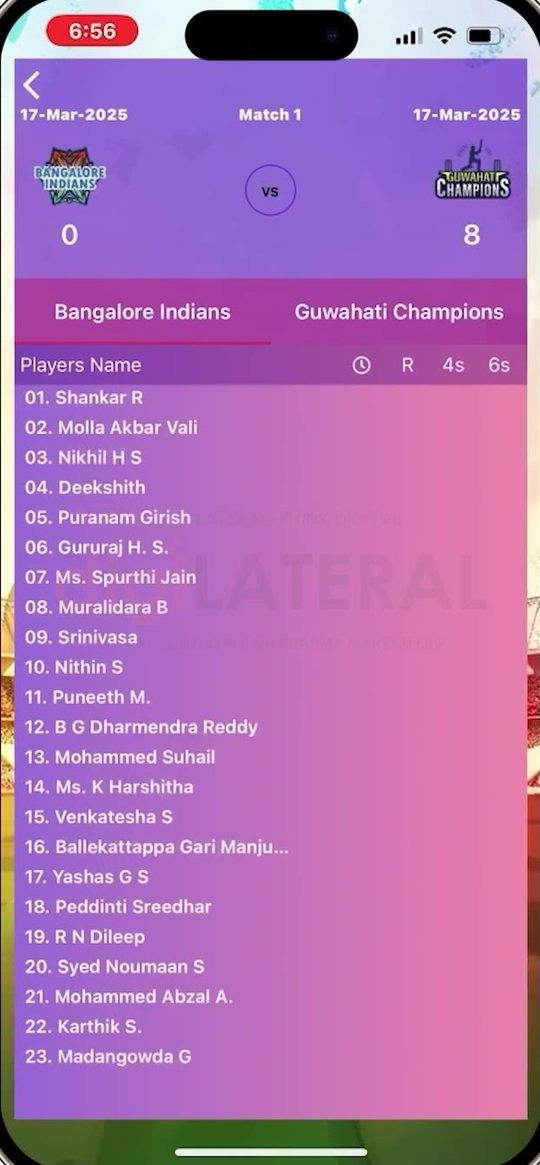 6:56
17-Mar-2025 Match 1 17-Mar-2025
BANGALORE
INDIANS
VS
GUWAHATI
CHAMPIONS
0 8
Bangalore Indians Guwahati Champions
Players Name R 4s 6s
01. Shankar R
02. Molla Akbar Vali
03. Nikhil H S
04. Deekshith
05. Puranam Girish
06. Gururaj H. S.
07. Ms. Spurthi Jain
08. Muralidara B
09. Srinivasa
10. Nithin S
11. Puneeth M.
12. B G Dharmendra Reddy
13. Mohammed Suhail
14. Ms. K Harshitha
15. Venkatesha S
16. Ballekattappa Gari Manju...
17. Yashas G S
18. Peddinti Sreedhar
19. R N Dileep
20. Syed Noumaan S
21. Mohammed Abzal A.
22. Karthik S.
23. Madangowda G
digiLATERAL